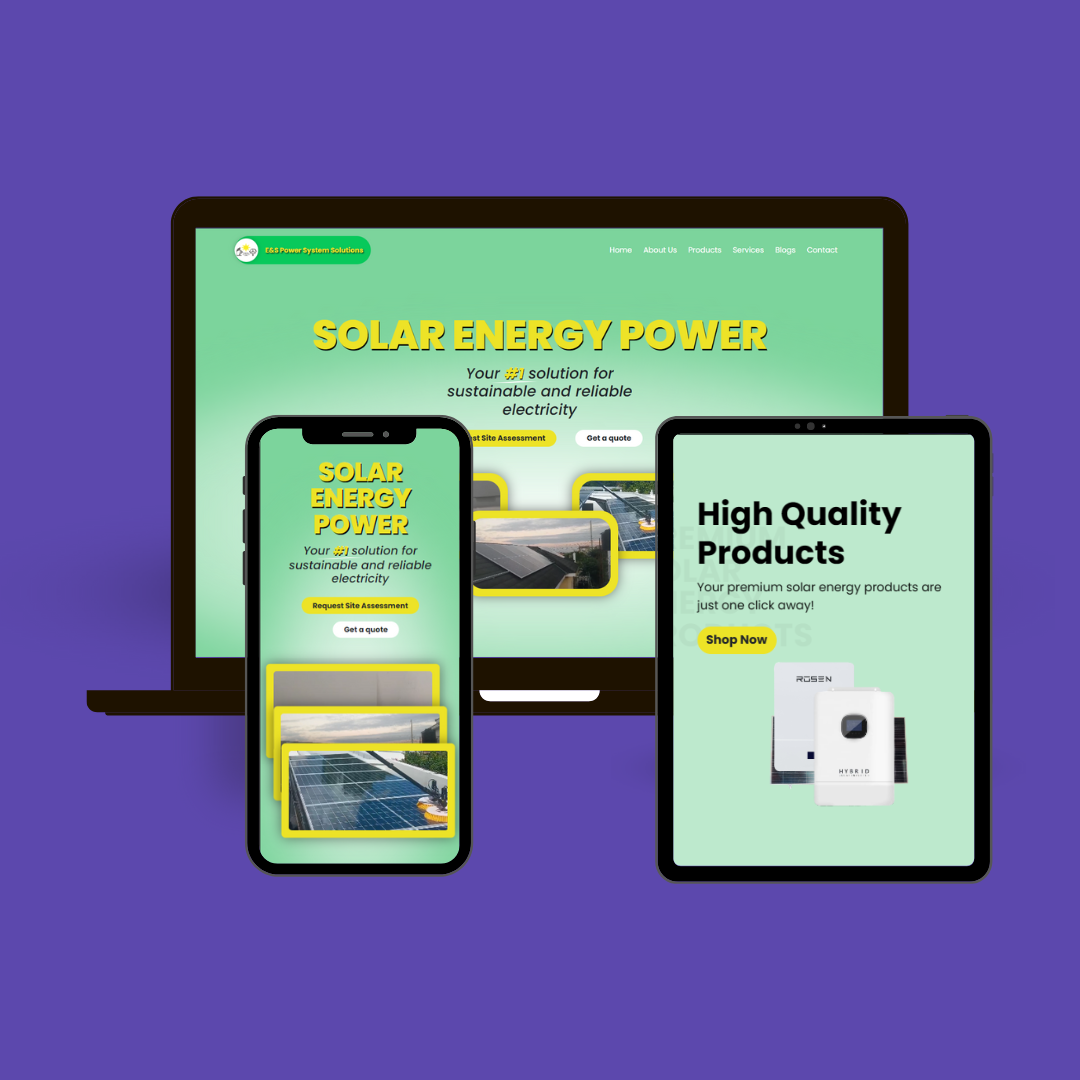 E&S Power System Solutions
Home About Us Products Services Blogs Contact
SOLAR ENERGY POWER
Your #1 solution for
sustainable and reliable
electricity
st Site Assessment
Get a quote
SOLAR
ENERGY
POWER
Your #1 solution for
sustainable and reliable
electricity
Request Site Assessment
Get a quote
High Quality
Products
Your premium solar energy products are
just one click away!
Shop Now
ROSEN
HYBRID